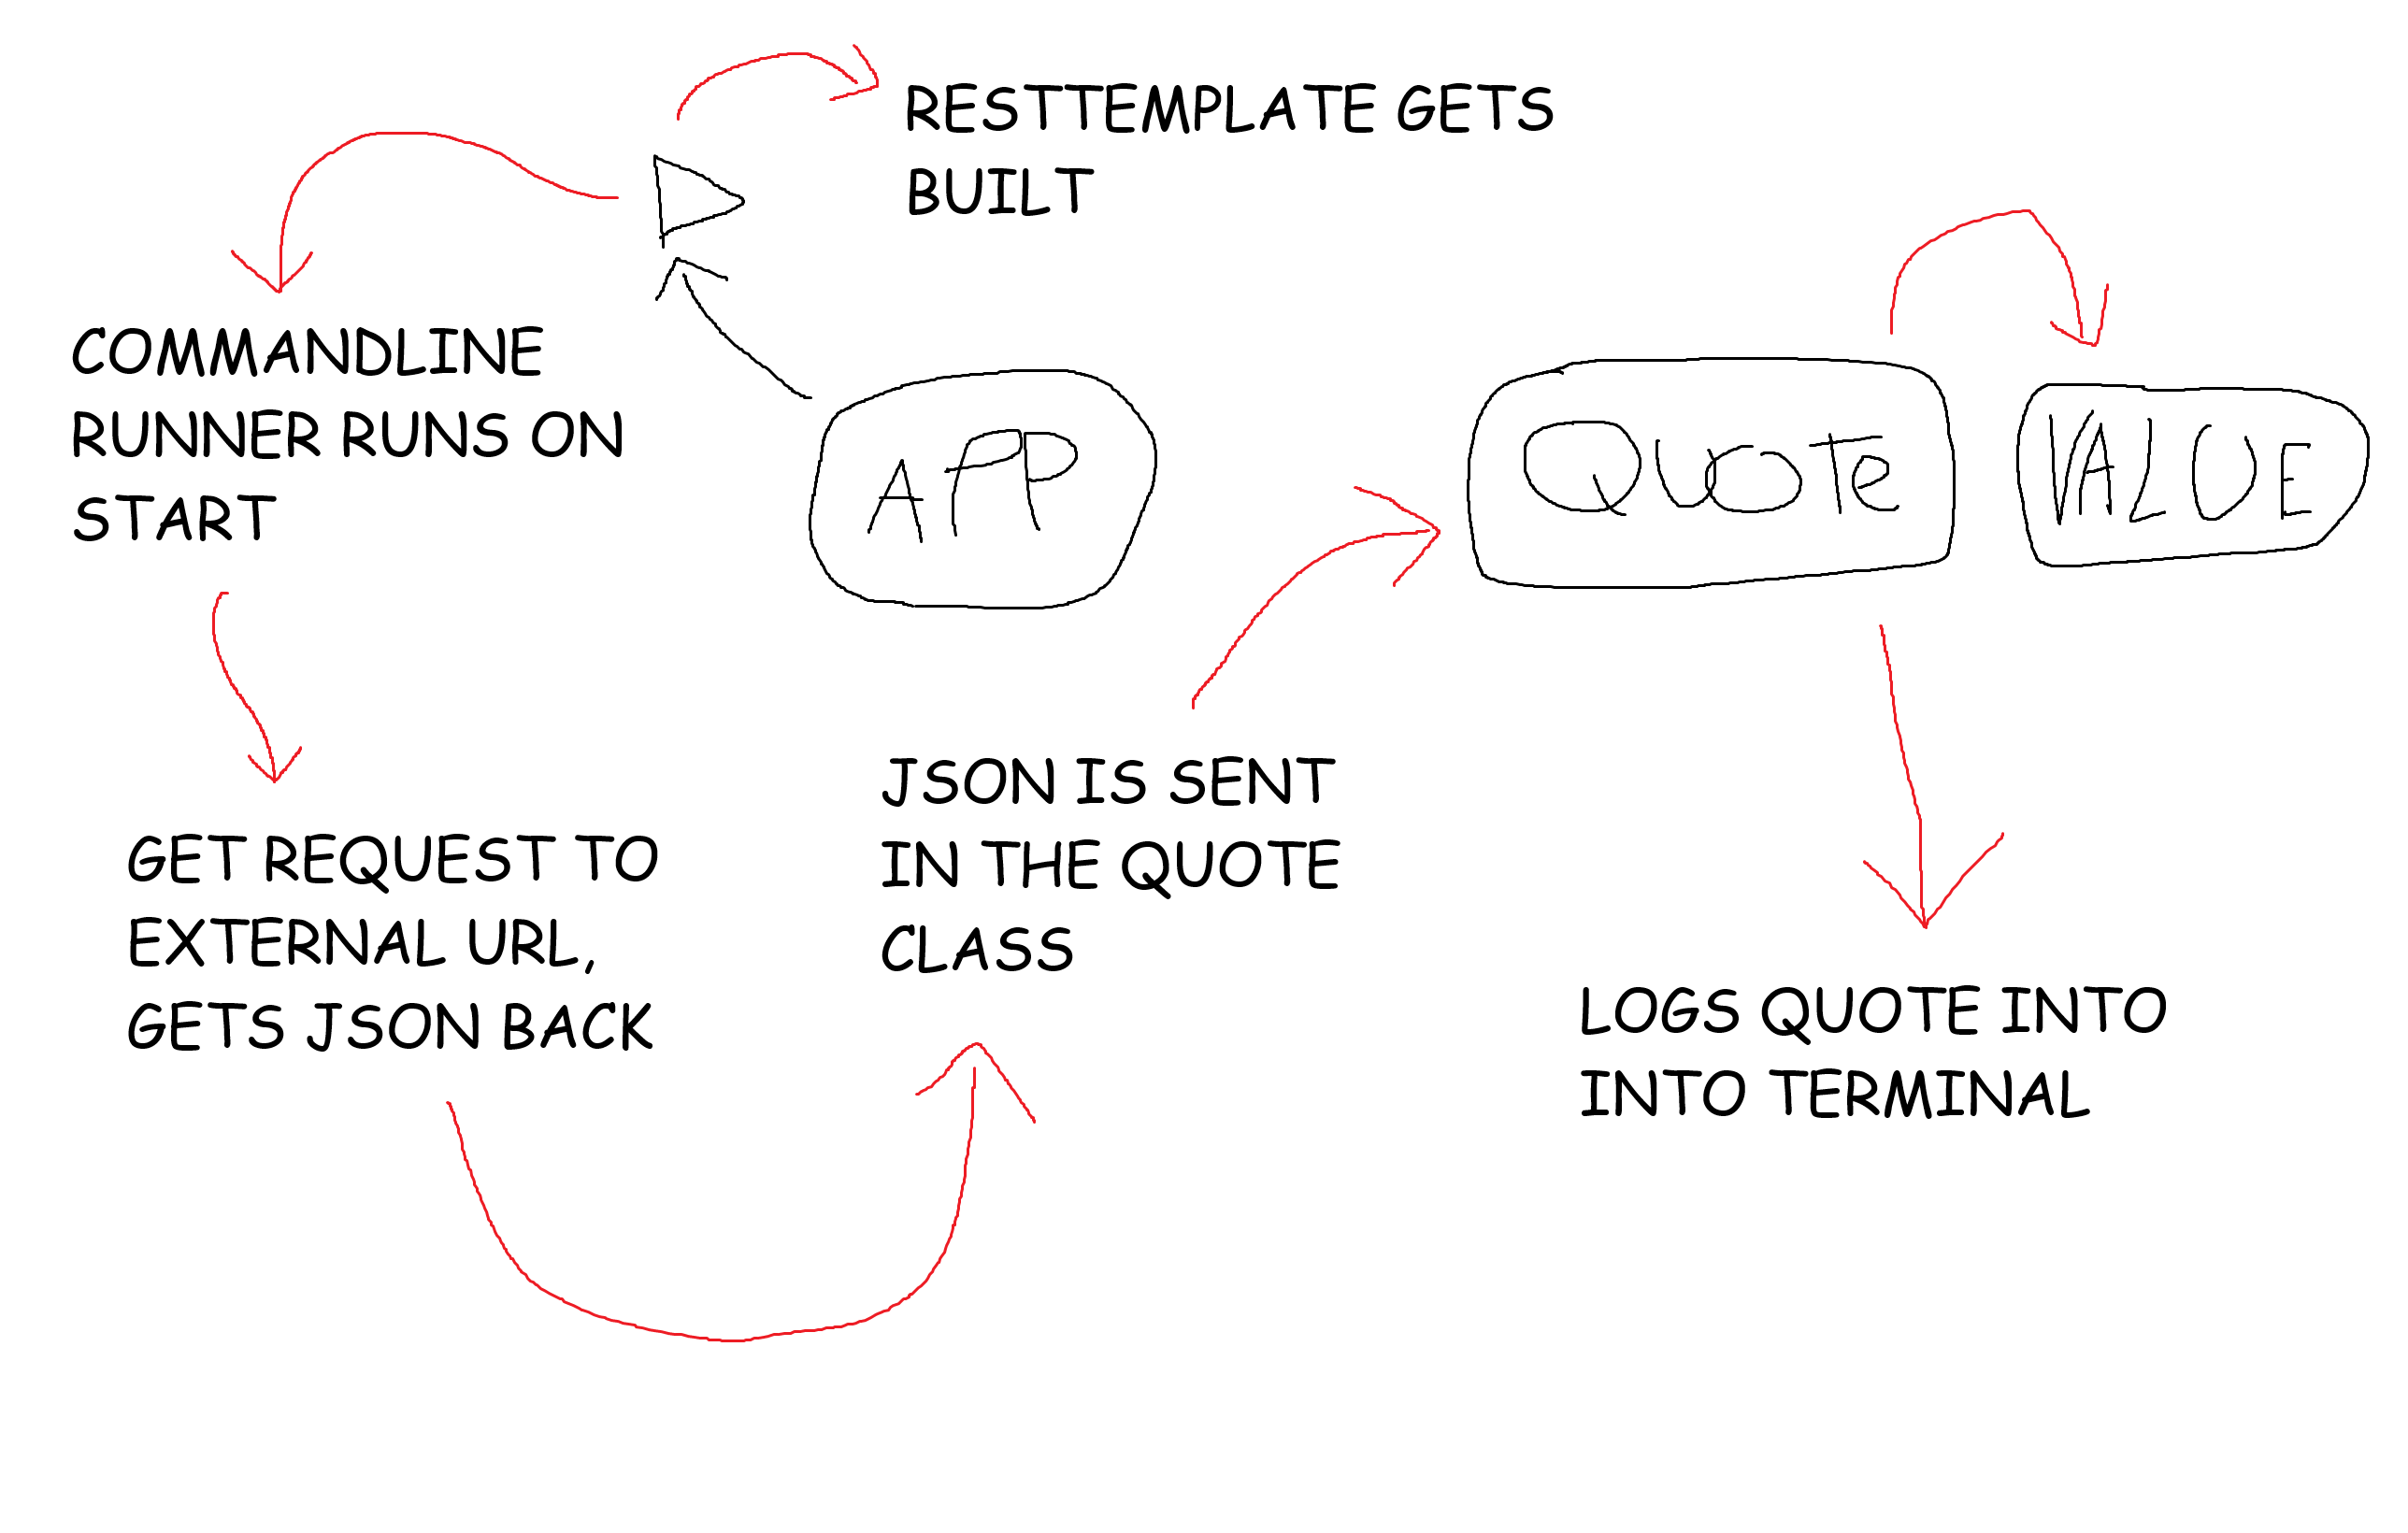 RESTTEMPLATE GETS
BUILT
COMMANDLINE
RUNNER RUNS ON
START
APP
QUOTe
VALUE
GET REQUEST TO
EXTERNAL URL,
GETS JSON BACK
JSON IS SENT
IN THE QUOTE
CLASS
LOGS QUOTE INTO
INTO TERMINAL